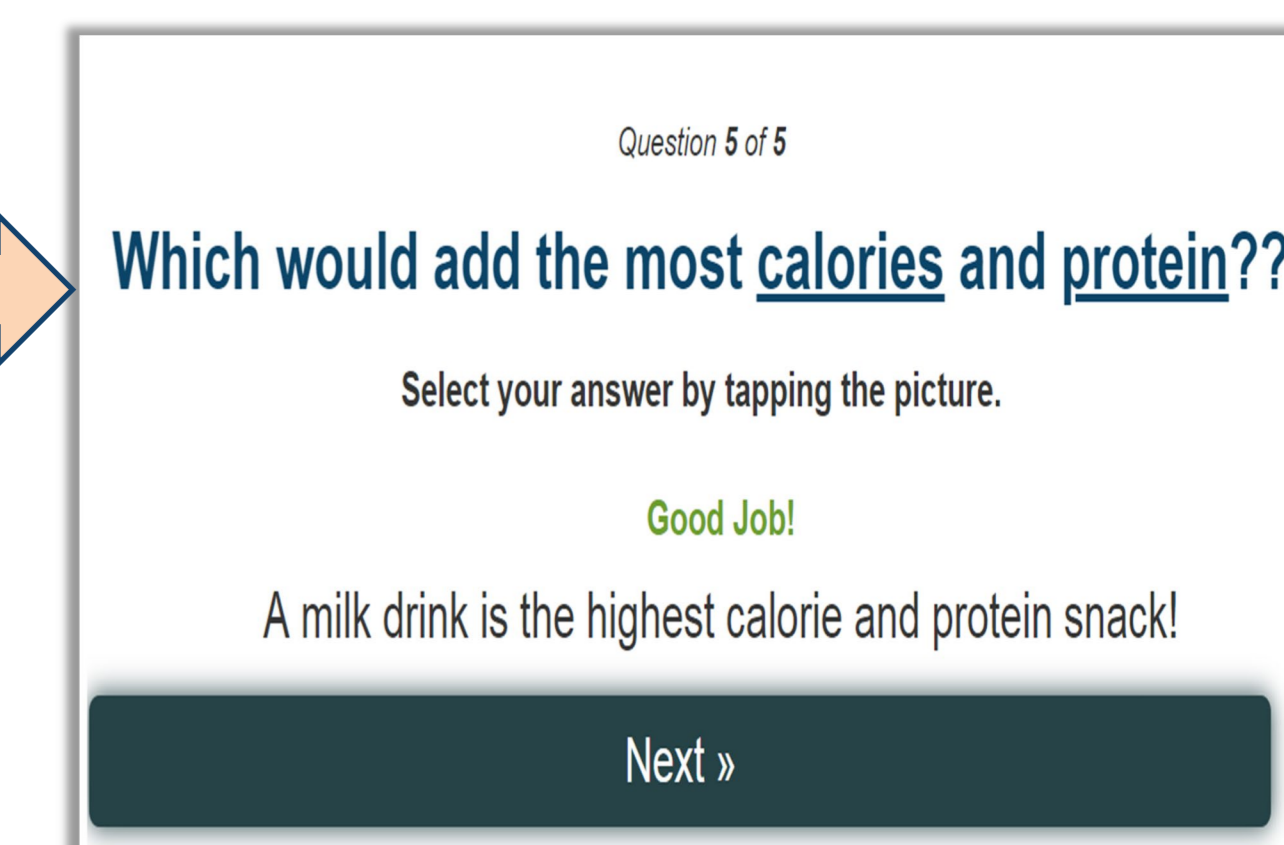 Question 5 of 5
Which would add the most calories and protein??
Select your answer by tapping the picture.
Good Job!
A milk drink is the highest calorie and protein snack!
Next »